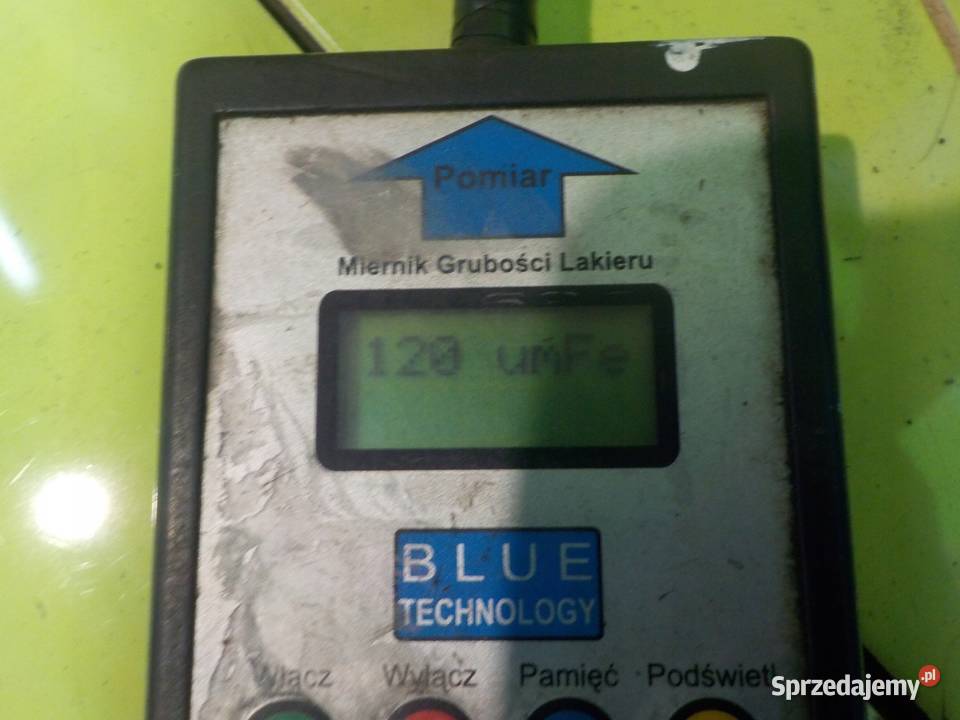 Pomiar
Miernik Grubości Lakieru
120 umFe
BLUE
TECHNOLOGY
Włącz Wyłącz Pamięć Podświetl
Sprzedajemy.pl